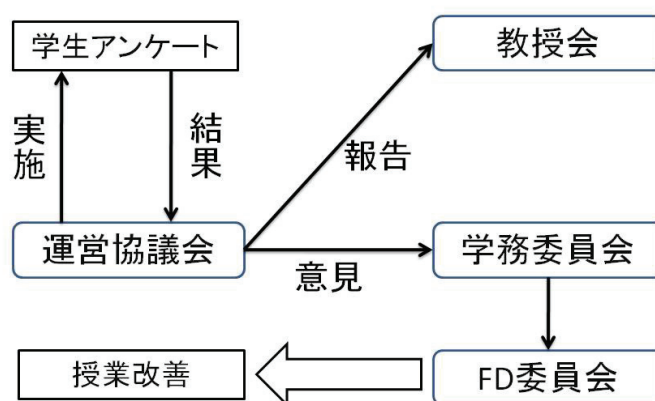 学生アンケート
教授会
実施
結果
報告
運営協議会
学務委員会
意見
授業改善
FD委員会